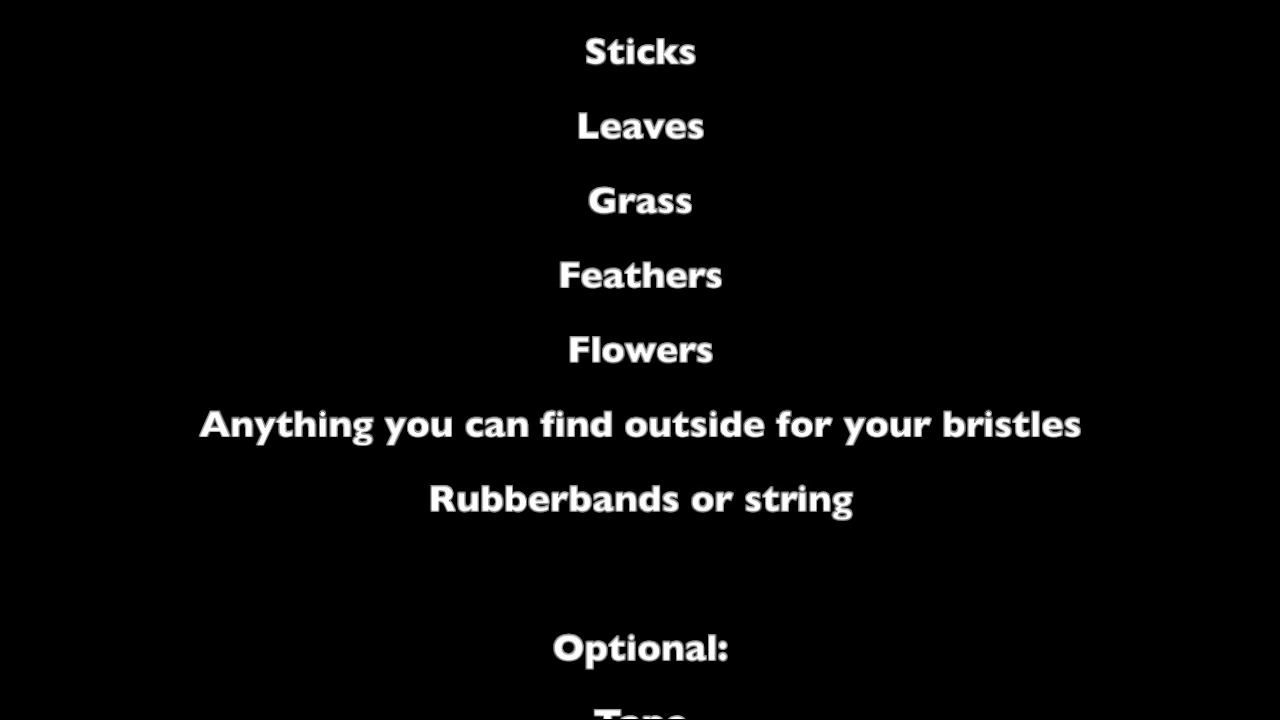 Sticks
Leaves
Grass
Feathers
Flowers
Anything you can find outside for your bristles
Rubberbands or string
Optional: